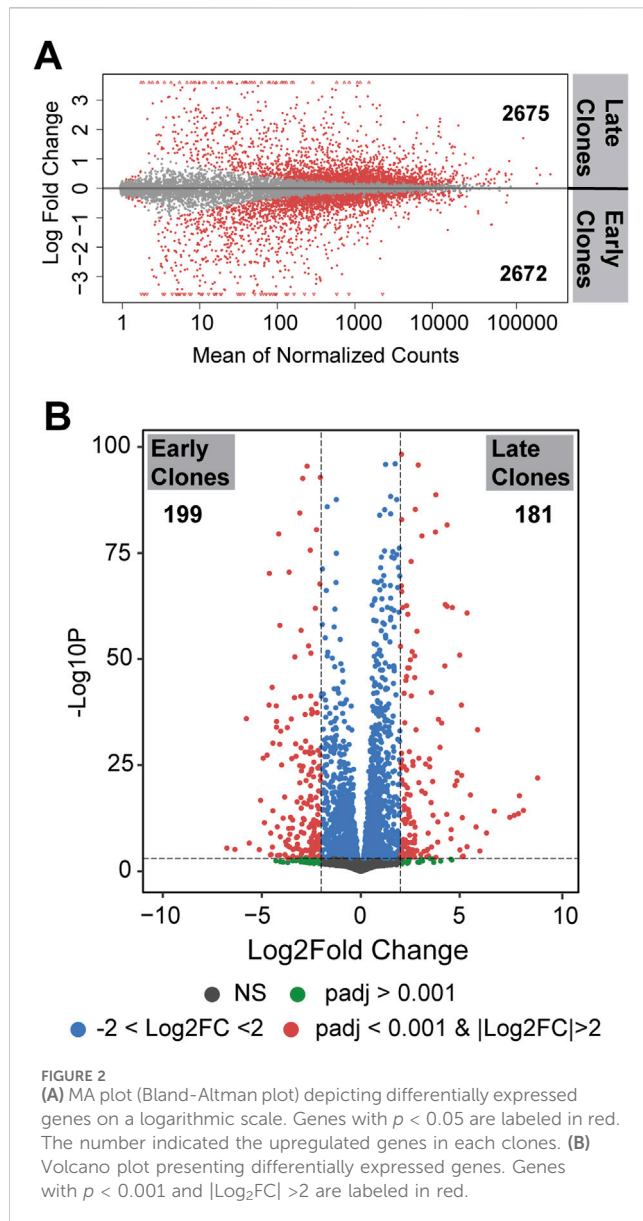 A
Log Fold Change
3
2
1
0
−1
−2
−3
2675
2672
Late
Clones
Early
Clones
1 10 100 1000 10000 100000
Mean of Normalized Counts
B
-Log10P
100
75
50
25
0
Early
Clones
199
Late
Clones
181
−10 −5 0 5 10
Log2Fold Change
NS padj > 0.001
-2 < Log2FC <2 padj < 0.001 & |Log2FC|>2
FIGURE 2
(A) MA plot (Bland-Altman plot) depicting differentially expressed
genes on a logarithmic scale. Genes with p < 0.05 are labeled in red.
The number indicated the upregulated genes in each clones. (B)
Volcano plot presenting differentially expressed genes. Genes
with p < 0.001 and |Log₂FC| >2 are labeled in red.